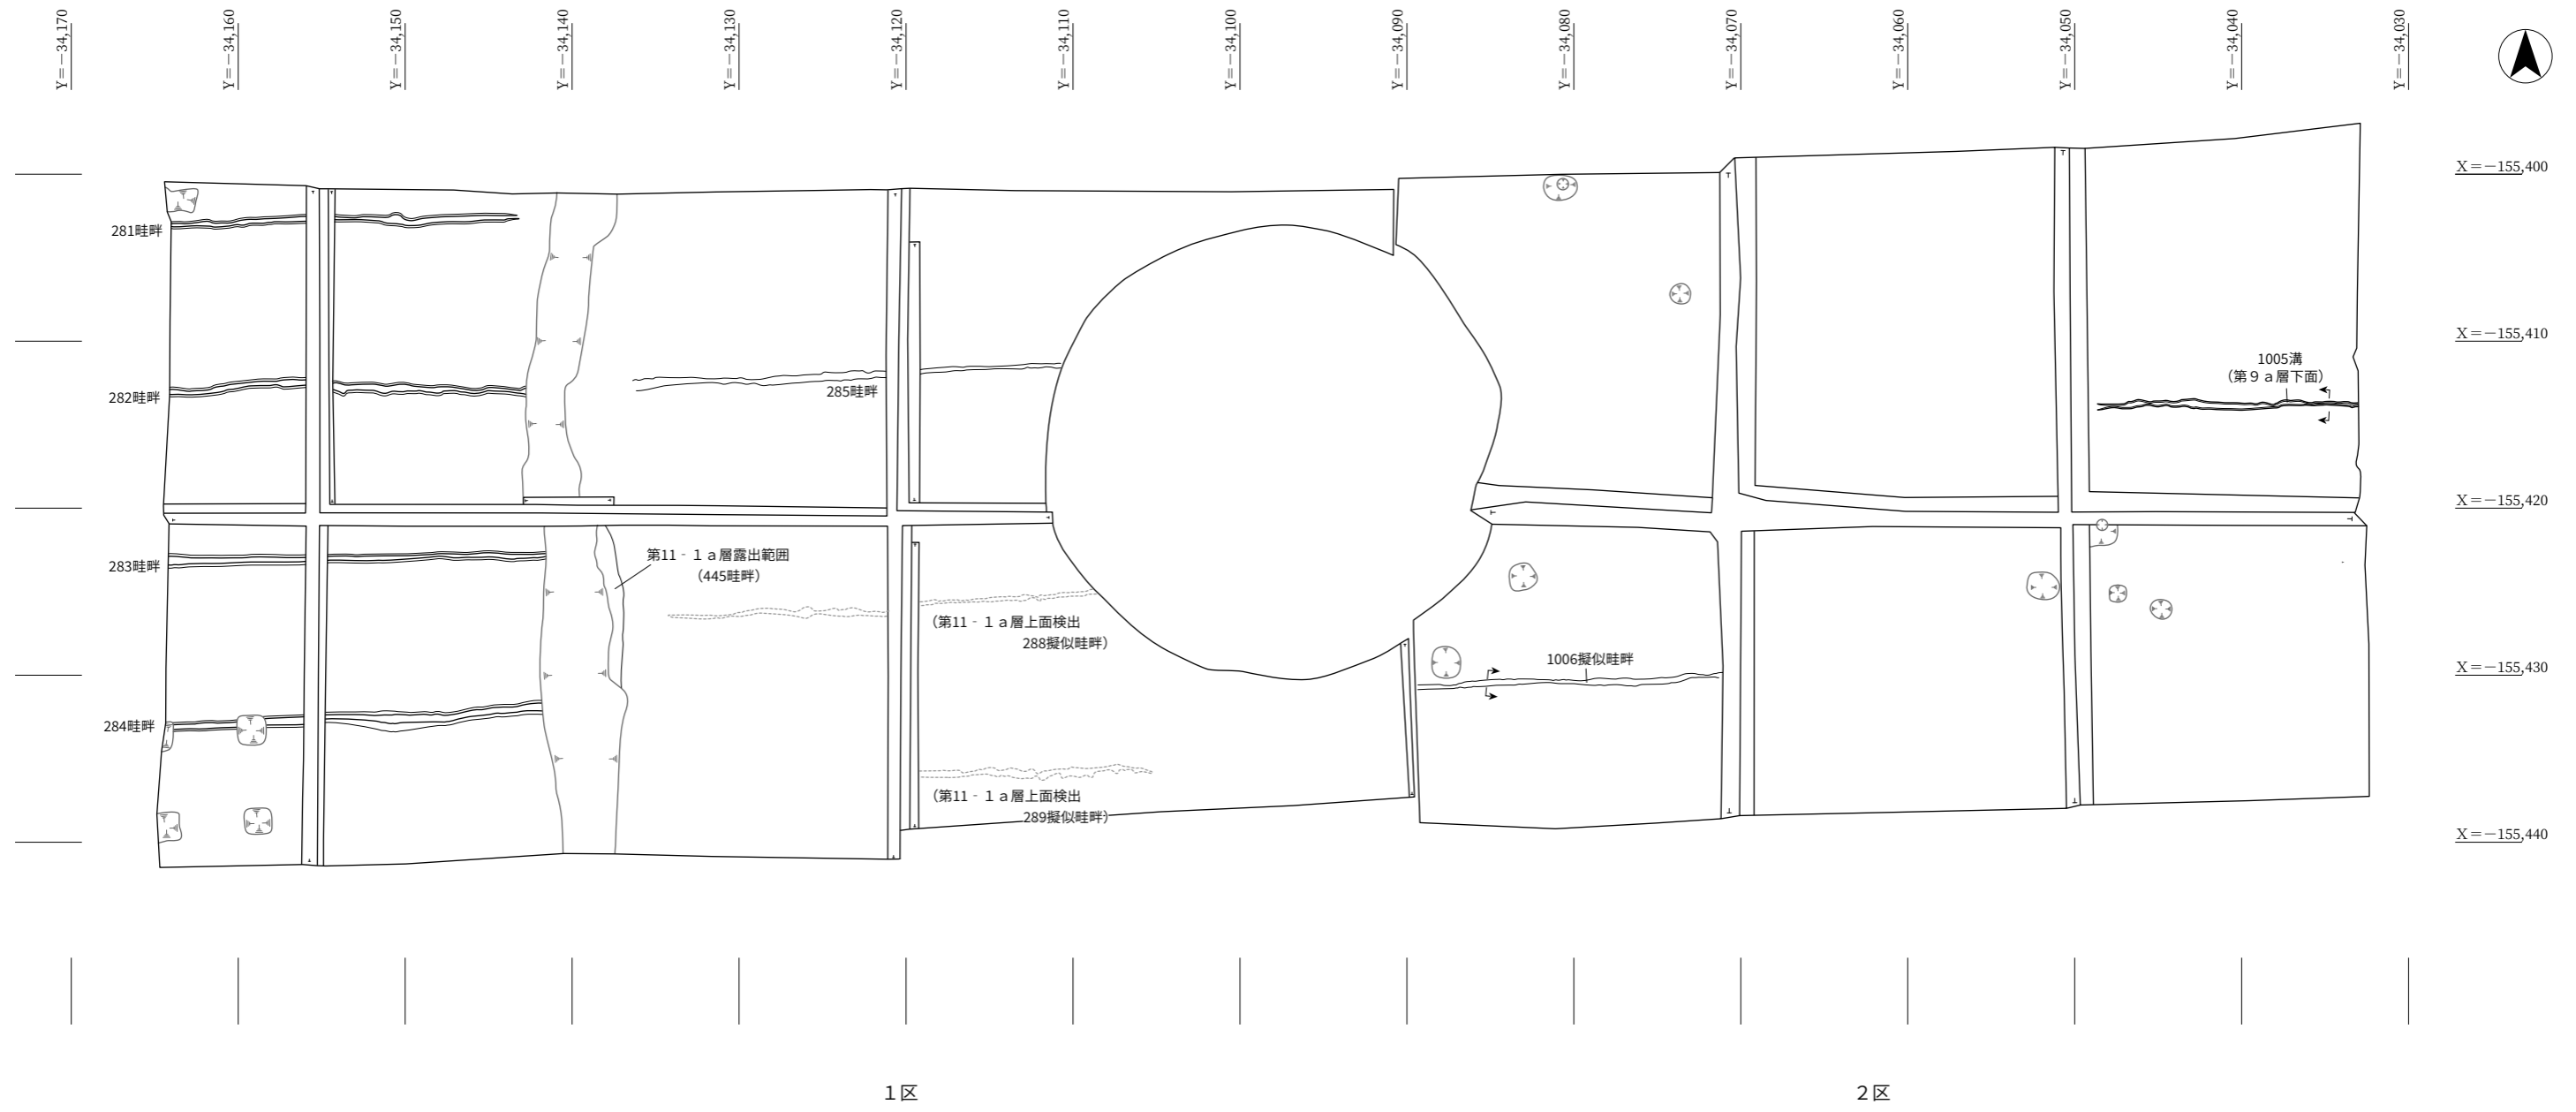 Y＝－34,170
Y＝－34,160
Y＝－34,150
Y＝－34,140
Y＝－34,130
Y＝－34,120
Y＝－34,110
Y＝－34,100
Y＝－34,090
Y＝－34,080
Y＝－34,070
Y＝－34,060
Y＝－34,050
Y＝－34,040
Y＝－34,030
X＝－155,400
281畦畔
X＝－155,410
1005溝
（第９ａ層下面）
282畦畔
285畦畔
X＝－155,420
第11‐１ａ層露出範囲
（445畦畔）
283畦畔
（第11‐１ａ層上面検出
288擬似畦畔）
1006擬似畦畔
X＝－155,430
284畦畔
（第11‐１ａ層上面検出
289擬似畦畔）
X＝－155,440
１区
２区